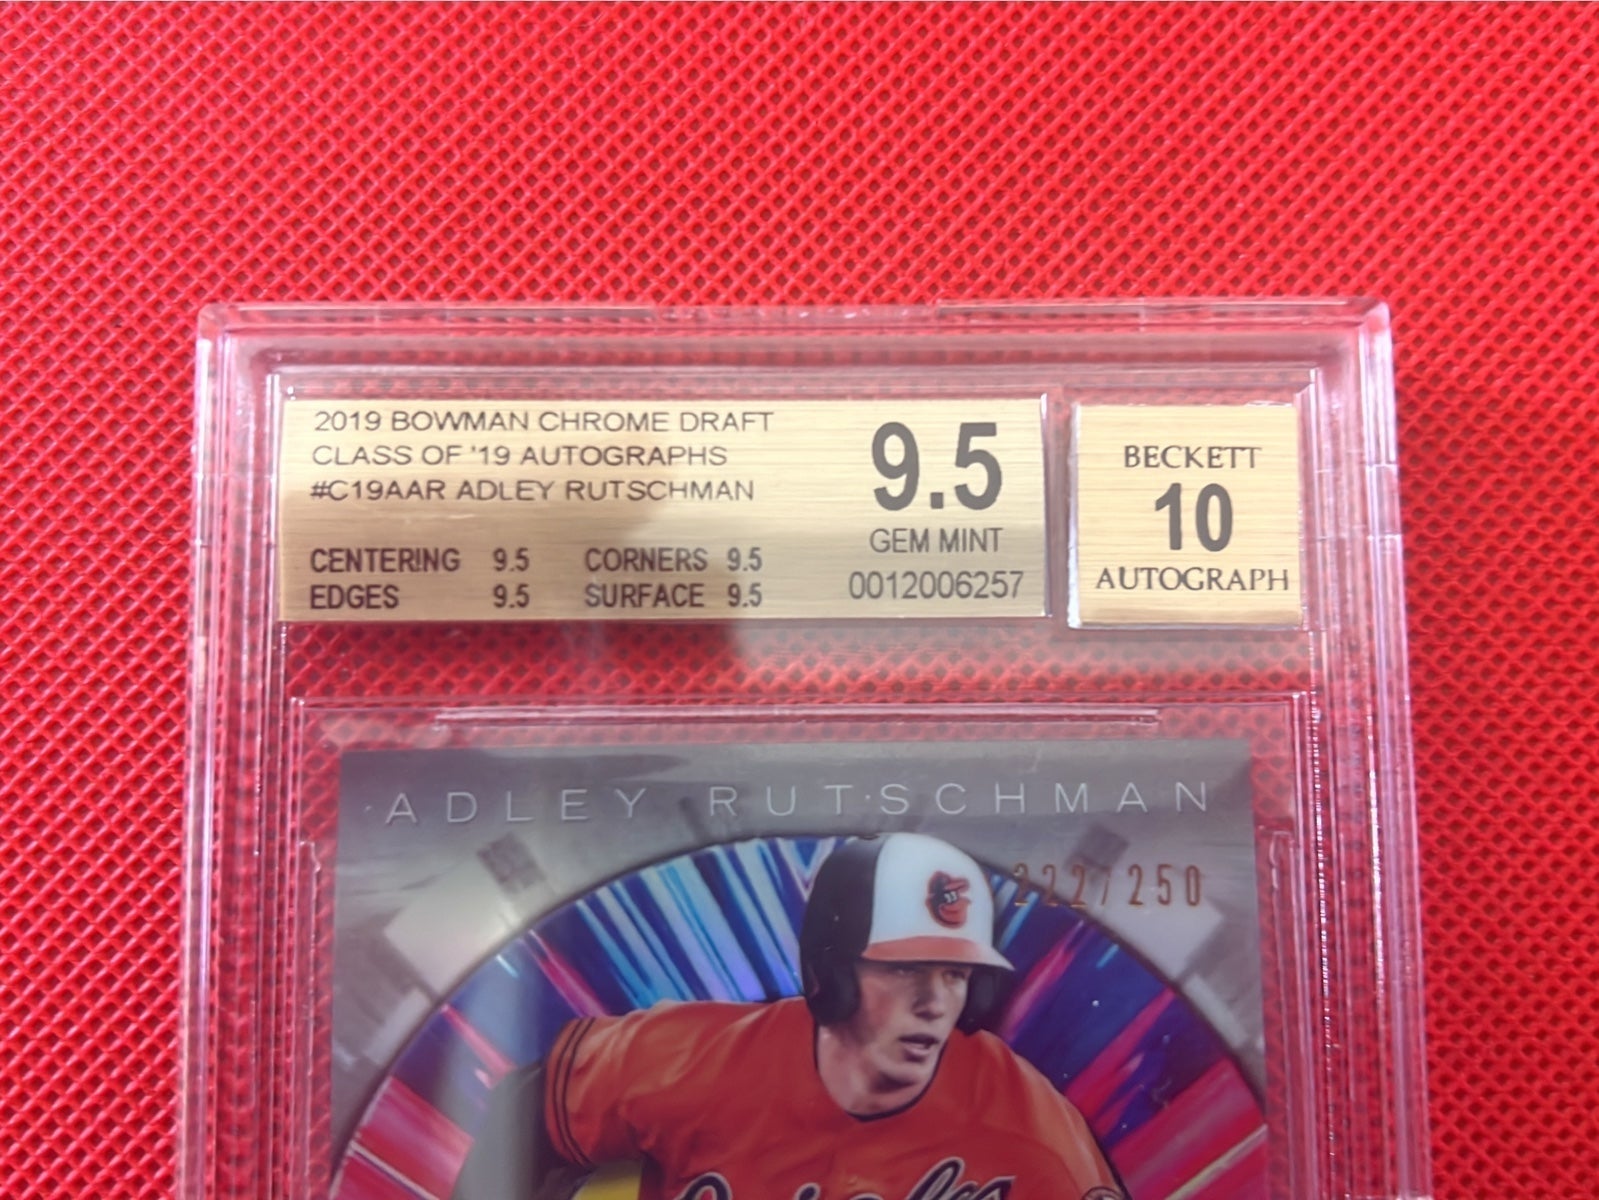 2019 BOWMAN CHROME DRAFT
CLASS OF '19 AUTOGRAPHS
#C19AAR ADLEY RUTSCHMAN
CENTERING 9.5 CORNERS 9.5
EDGES 9.5 SURFACE 9.5
9.5
GEM MINT
0012006257
BECKETT
10
AUTOGRAPH
ADLEY RUTSCHMAN
222/250
Orioles